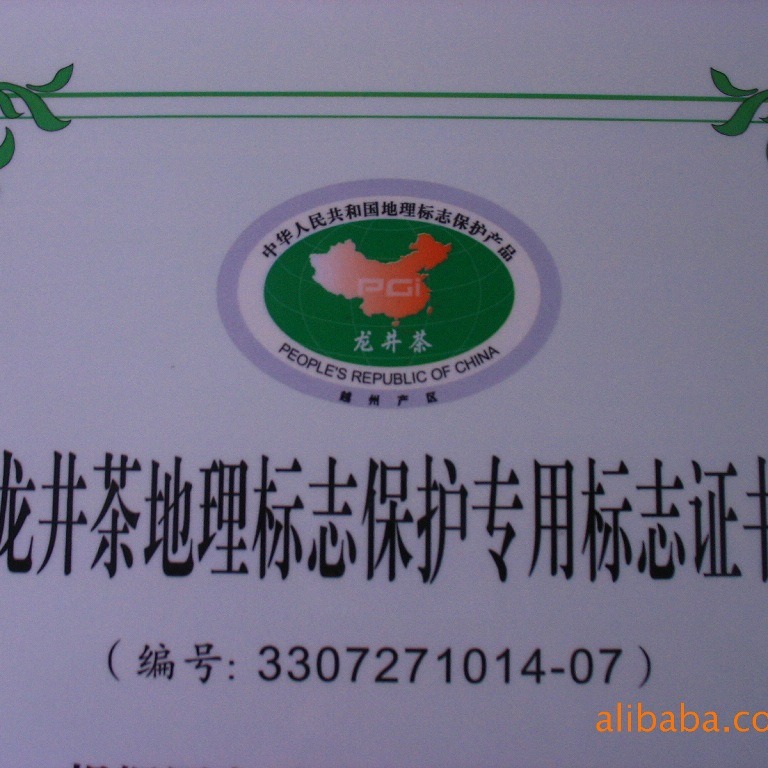 中华人民共和国地理标志保护产品
PGI
龙井茶
PEOPLE'S REPUBLIC OF CHINA
越州产区
龙井茶地理标志保护专用标志证书
（编号: 3307271014-07）
alibaba.co